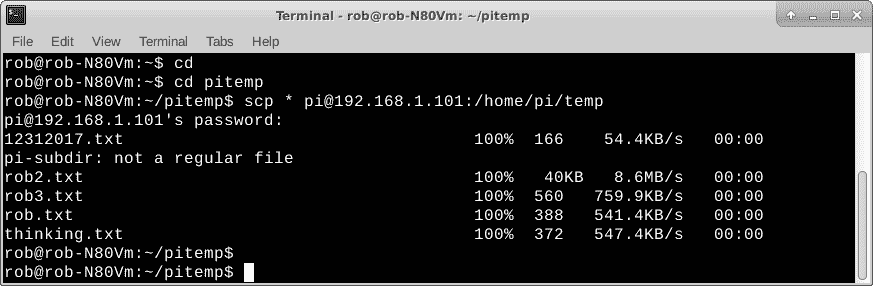 Terminal - rob@rob-N80Vm: ~/pitemp
File Edit View Terminal Tabs Help
rob@rob-N80Vm:~$ cd
rob@rob-N80Vm:~$ cd pitemp
rob@rob-N80Vm:~/pitemp$ scp * pi@192.168.1.101:/home/pi/temp
pi@192.168.1.101's password:
12312017.txt 100% 166 54.4KB/s 00:00
pi-subdir: not a regular file
rob2.txt 100% 40KB 8.6MB/s 00:00
rob3.txt 100% 560 759.9KB/s 00:00
rob.txt 100% 388 541.4KB/s 00:00
thinking.txt 100% 372 547.4KB/s 00:00
rob@rob-N80Vm:~/pitemp$
rob@rob-N80Vm:~/pitemp$